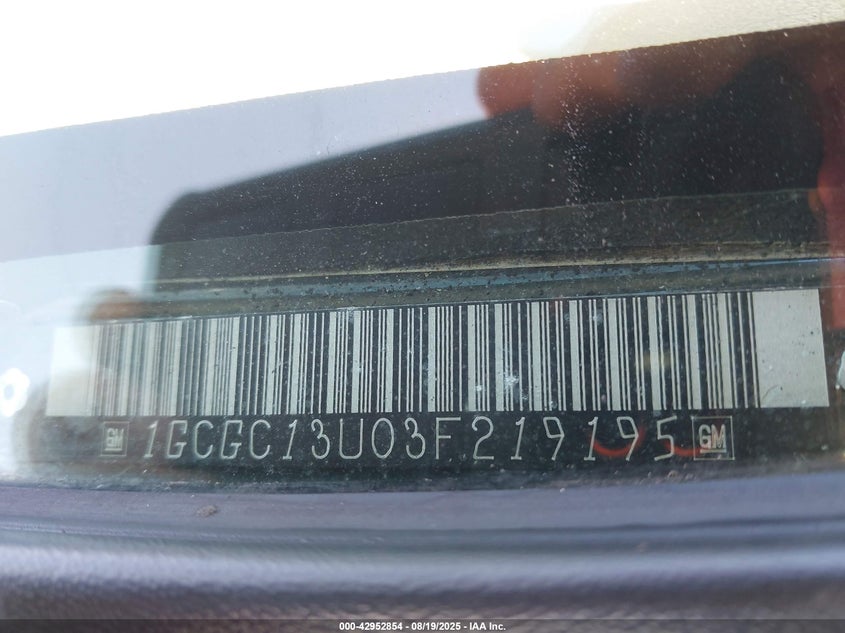 GM 1GCGC13U03F219195 GM
000-42952854 - 08/19/2025 - IAA Inc.